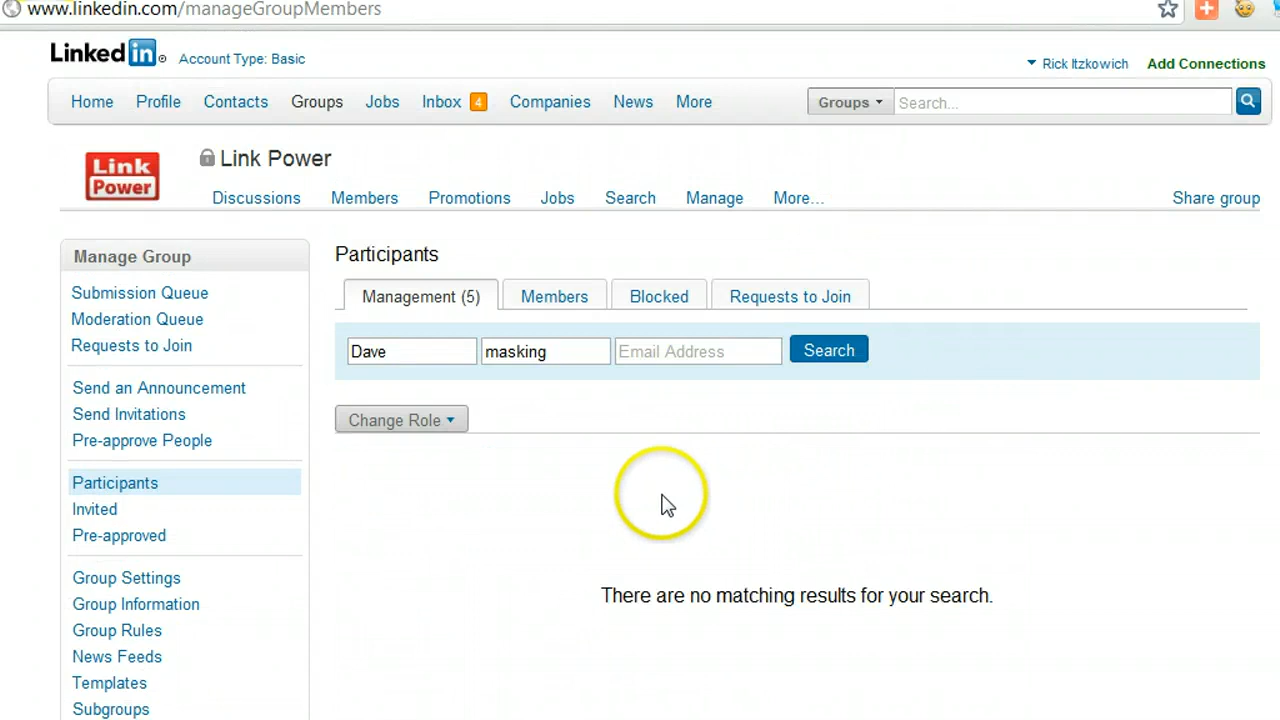 www.linkedin.com/manageGroupMembers
Linked in Account Type: Basic
Rick Itzkowich Add Connections
Home Profile Contacts Groups Jobs Inbox 4 Companies News More Groups Search...
Link Power
Link Power
Discussions Members Promotions Jobs Search Manage More... Share group
Manage Group
Submission Queue
Moderation Queue
Requests to Join
Send an Announcement
Send Invitations
Pre-approve People
Participants
Invited
Pre-approved
Group Settings
Group Information
Group Rules
News Feeds
Templates
Subgroups
Participants
Management (5) Members Blocked Requests to Join
Dave masking Email Address Search
Change Role
There are no matching results for your search.